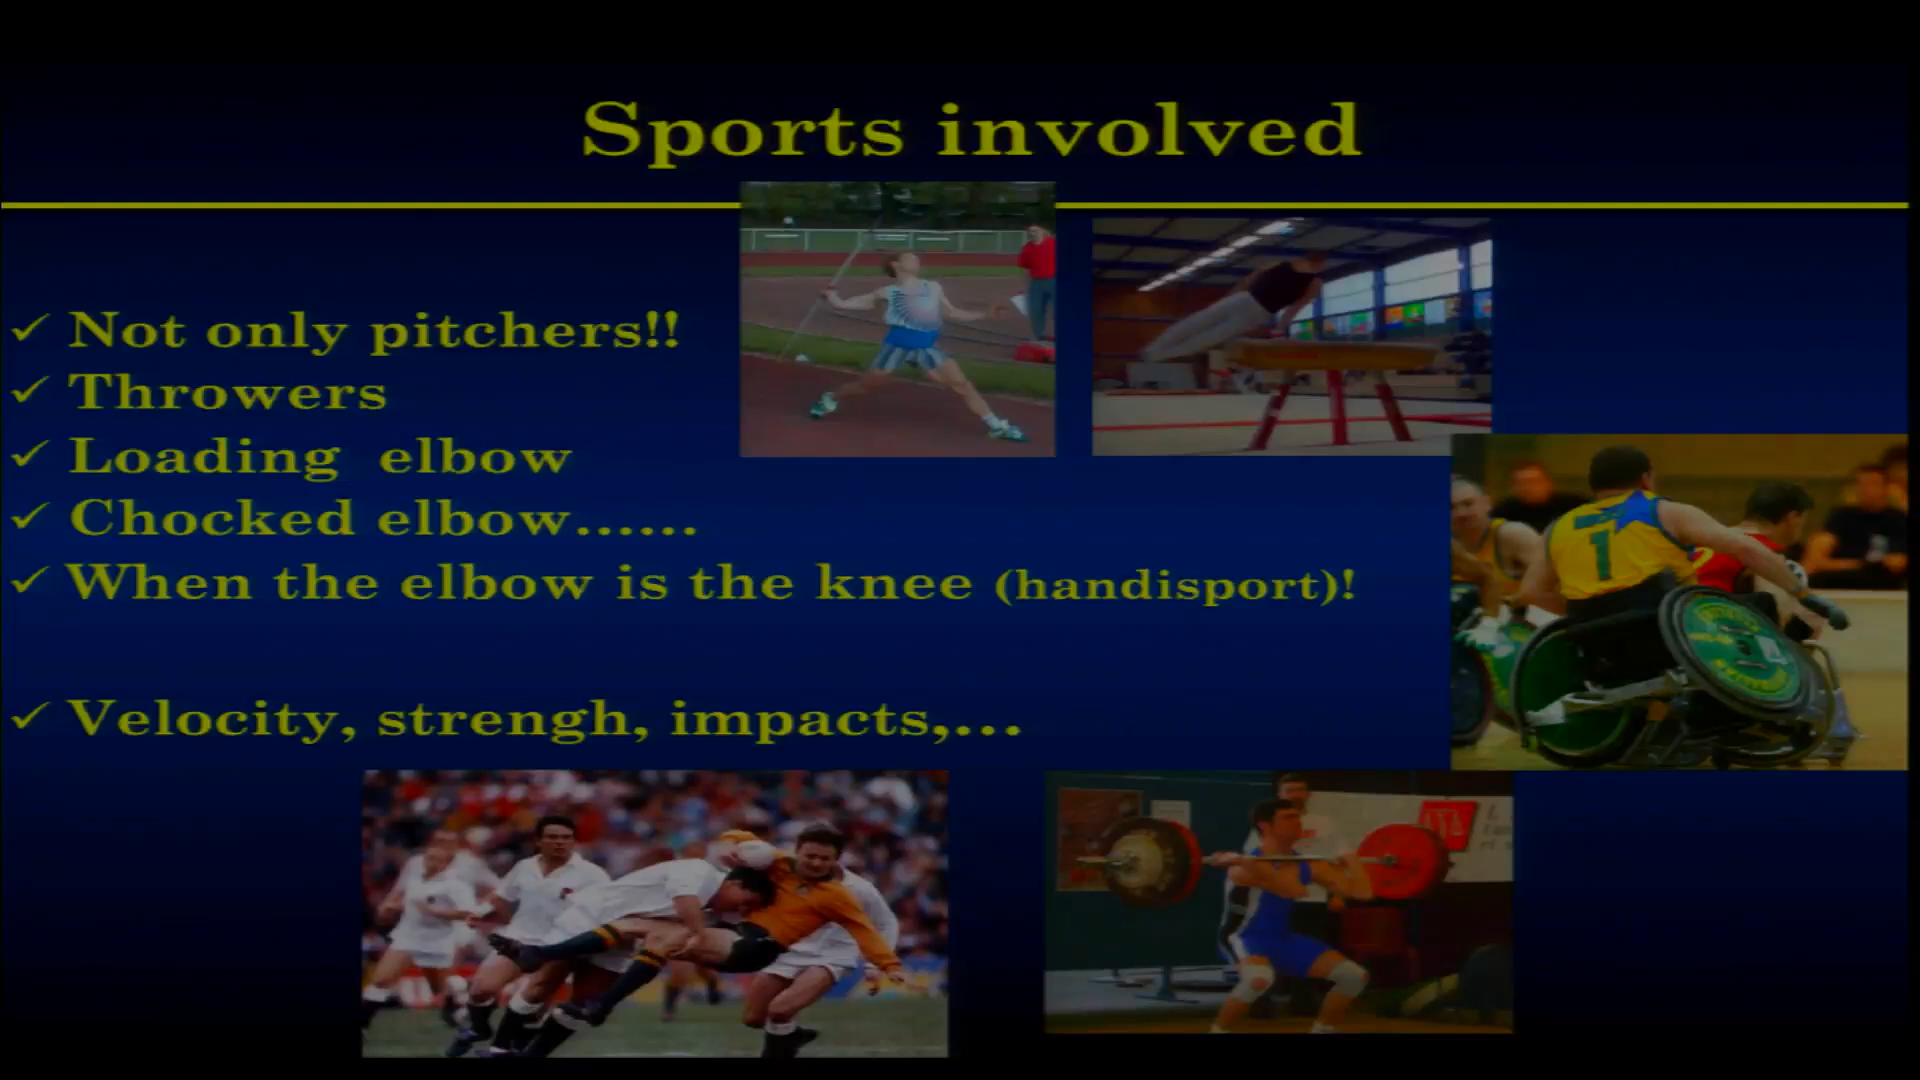 Sports involved
✓ Not only pitchers!!
✓ Throwers
✓ Loading elbow
✓ Chocked elbow......
✓ When the elbow is the knee (handisport)!
✓ Velocity, strengh, impacts,...
1